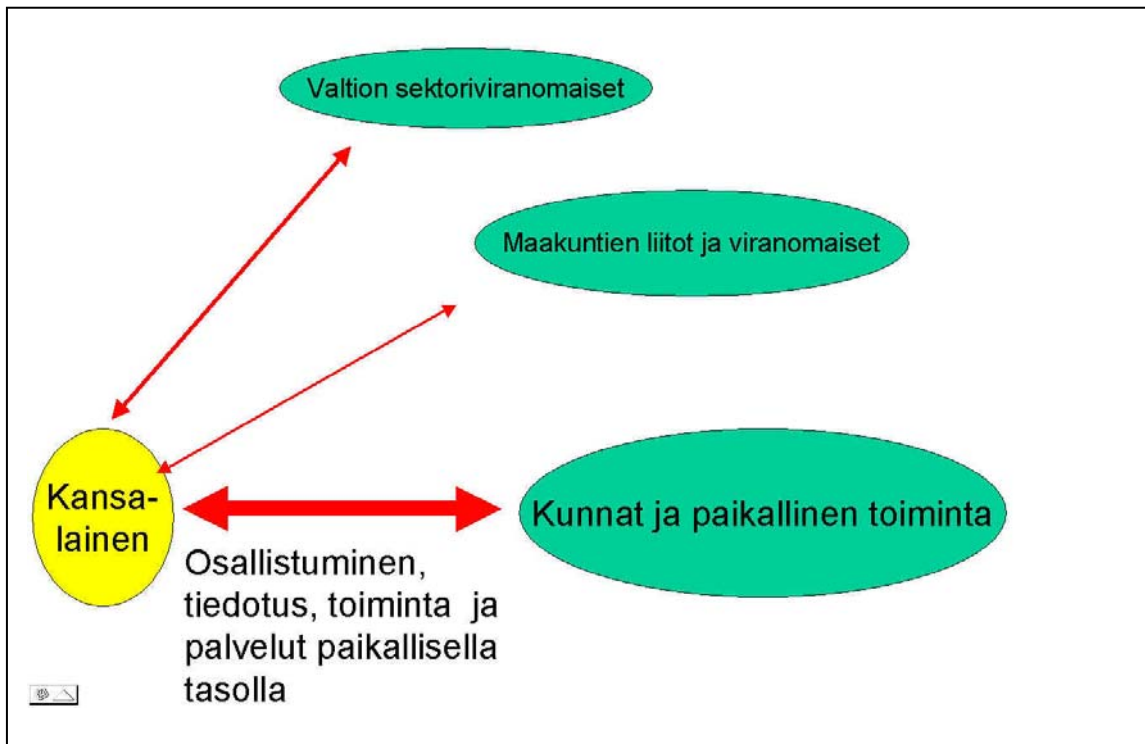 Valtion sektoriviranomaiset
Maakuntien liitot ja viranomaiset
Kansa-
lainen
Kunnat ja paikallinen toiminta
Osallistuminen,
tiedotus, toiminta ja
palvelut paikallisella
tasolla